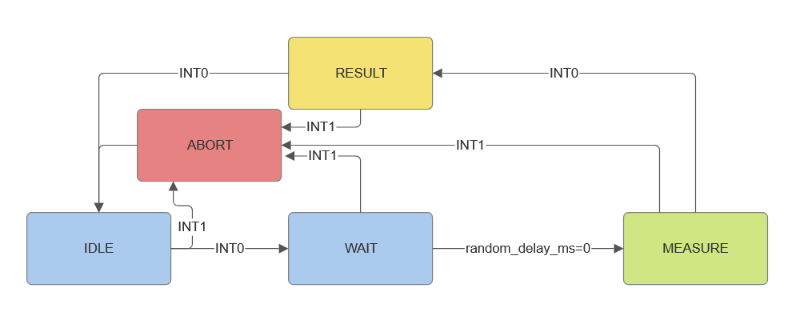 INT0
RESULT
INT0
INT1
ABORT
INT1
INT1
INT1
IDLE
INT0
WAIT
random_delay_ms=0
MEASURE